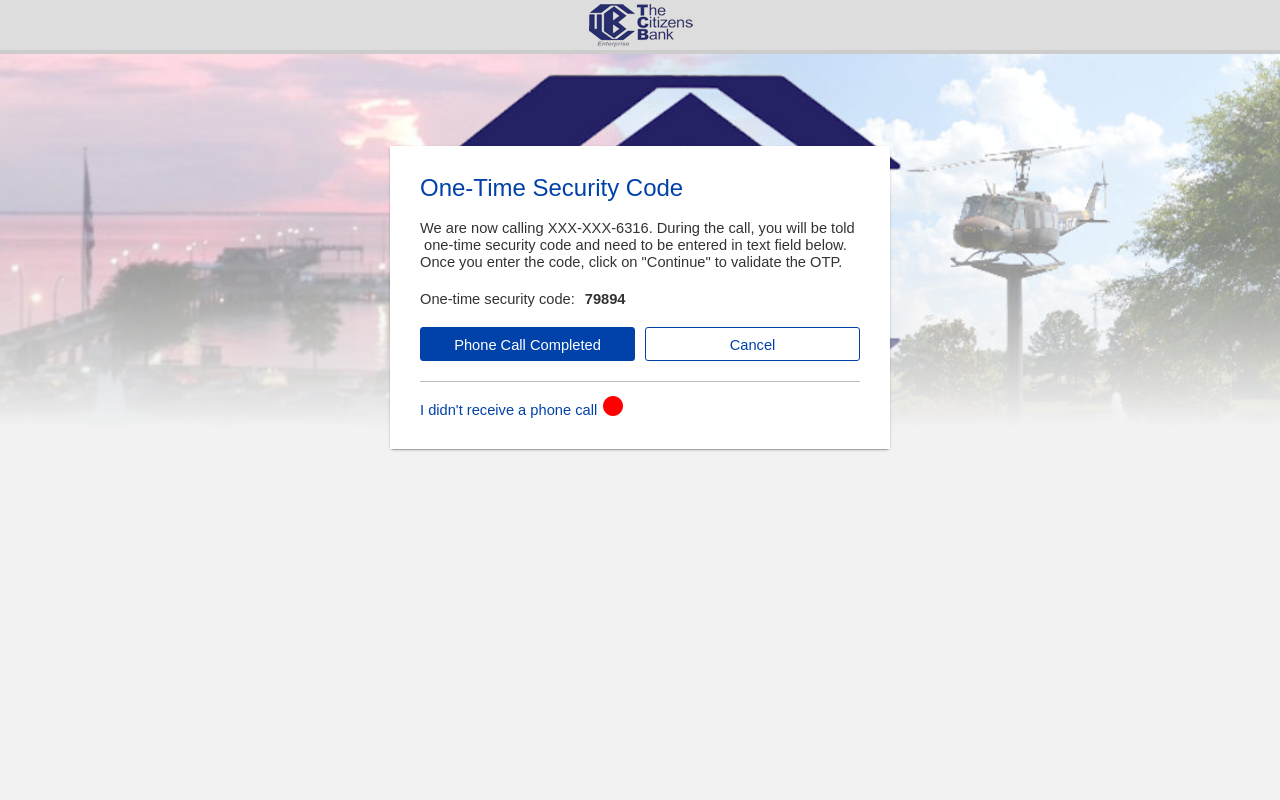 The
Citizens
Bank
Enterprise
One-Time Security Code
We are now calling XXX-XXX-6316. During the call, you will be told
one-time security code and need to be entered in text field below.
Once you enter the code, click on "Continue" to validate the OTP.
One-time security code: 79894
Phone Call Completed
Cancel
I didn't receive a phone call